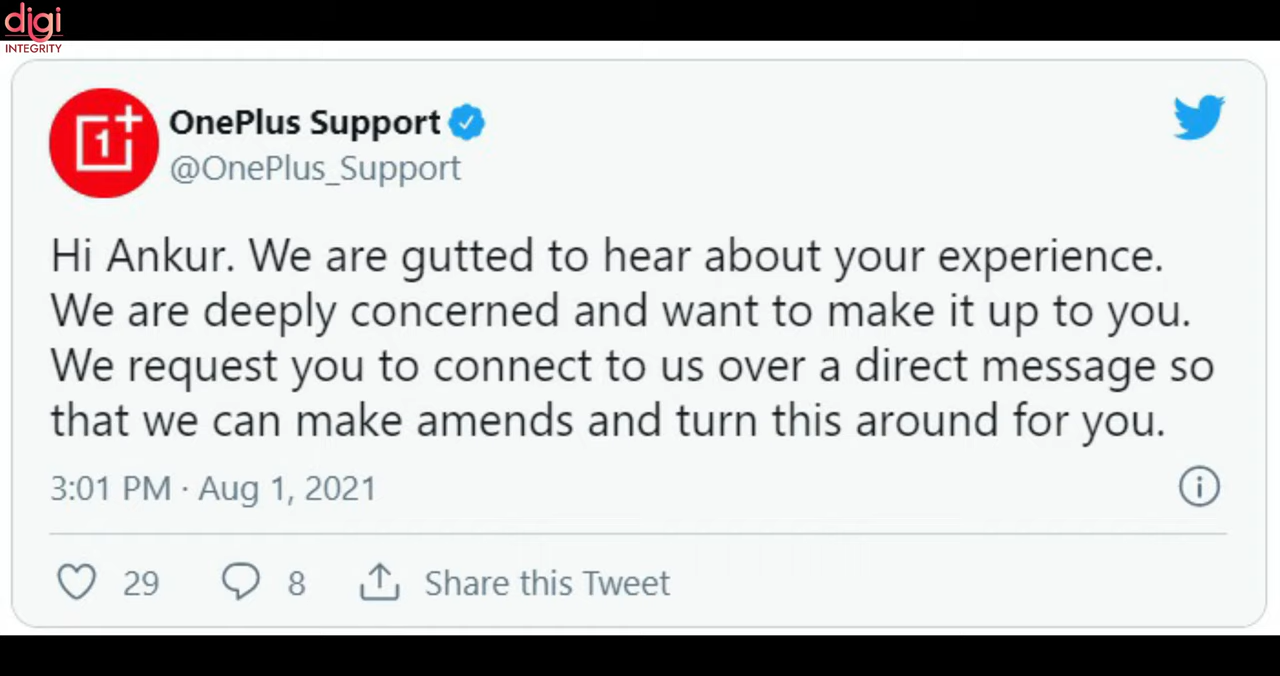 digi
INTEGRITY
OnePlus Support
@OnePlus_Support
Hi Ankur. We are gutted to hear about your experience.
We are deeply concerned and want to make it up to you.
We request you to connect to us over a direct message so
that we can make amends and turn this around for you.
3:01 PM · Aug 1, 2021
29 8 Share this Tweet